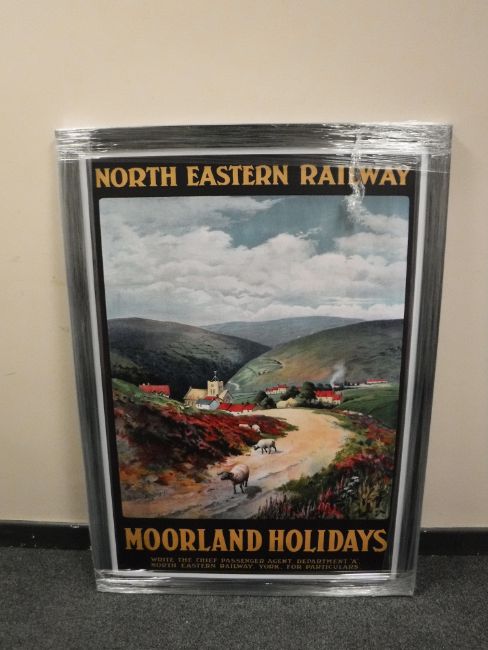 NORTH EASTERN RAILWAY
MOORLAND HOLIDAYS
WRITE THE CHIEF PASSENGER AGENT, DEPARTMENT "A",
NORTH EASTERN RAILWAY, YORK, FOR PARTICULARS